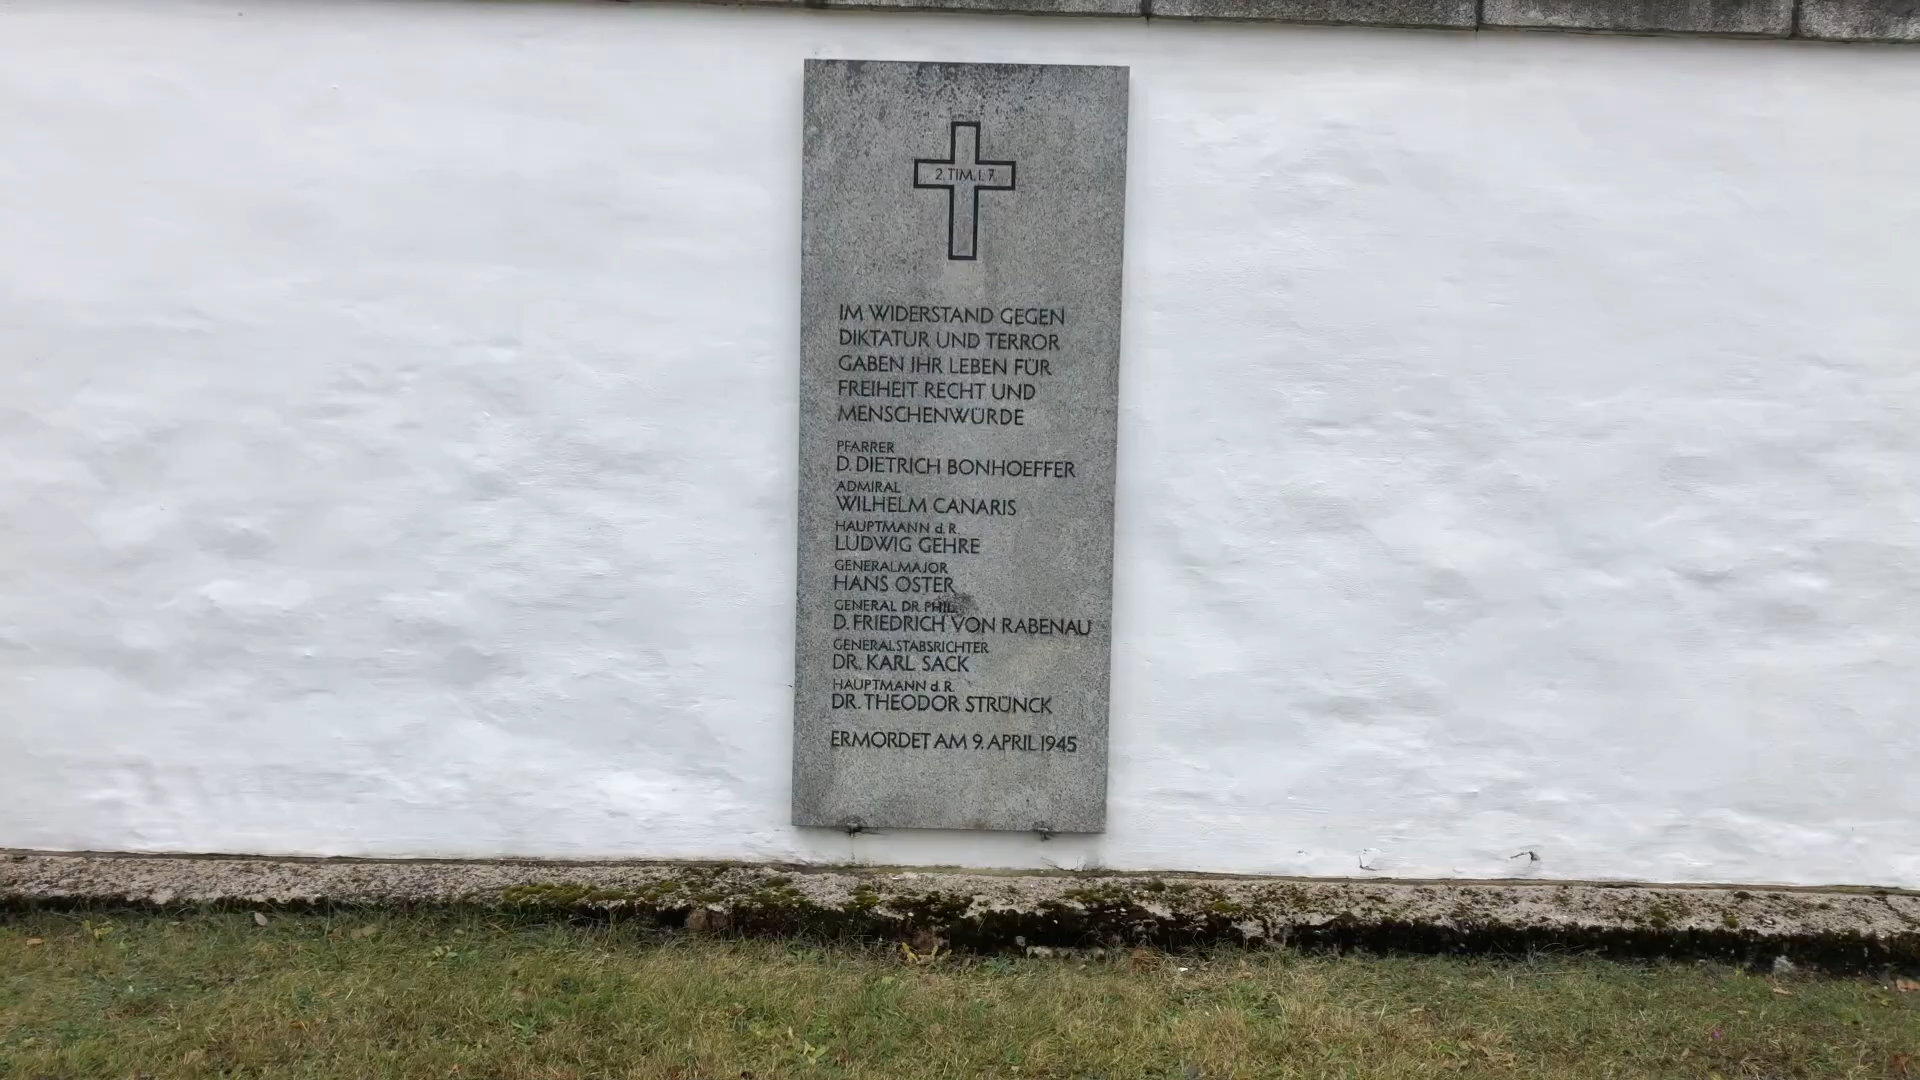 2. TIM. 1. 7.
IM WIDERSTAND GEGEN
DIKTATUR UND TERROR
GABEN IHR LEBEN FÜR
FREIHEIT RECHT UND
MENSCHENWÜRDE
PFARRER
D. DIETRICH BONHOEFFER
ADMIRAL
WILHELM CANARIS
HAUPTMANN d. R.
LUDWIG GEHRE
GENERALMAJOR
HANS OSTER
GENERAL DR. PHIL.
D. FRIEDRICH VON RABENAU
GENERALSTABSRICHTER
DR. KARL SACK
HAUPTMANN d. R.
DR. THEODOR STRÜNCK
ERMORDET AM 9. APRIL 1945